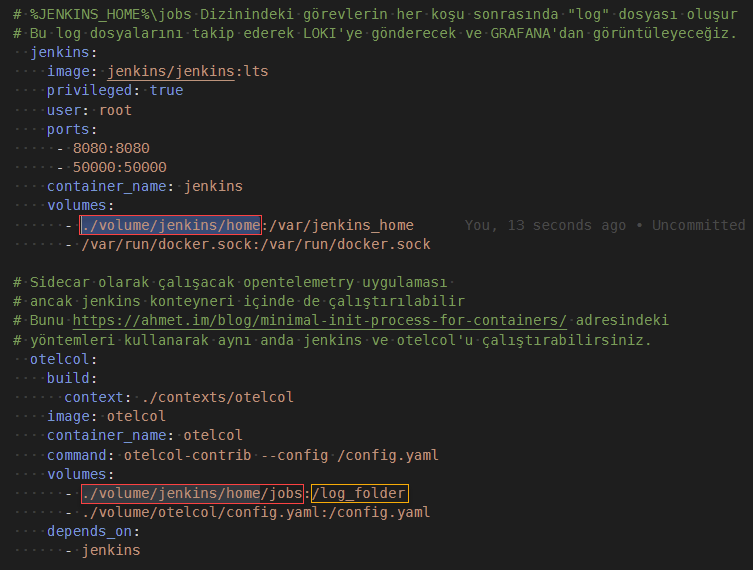 # %JENKINS_HOME%\jobs Dizinindeki görevlerin her koşu sonrasında "log" dosyası oluşur
# Bu log dosyalarını takip ederek LOKI'ye gönderecek ve GRAFANA'dan görüntüleyeceğiz.
jenkins:
image: jenkins/jenkins:lts
privileged: true
user: root
ports:
- 8080:8080
- 50000:50000
container_name: jenkins
volumes:
- ./volume/jenkins/home:/var/jenkins_home You, 13 seconds ago • Uncommitted
- /var/run/docker.sock:/var/run/docker.sock
# Sidecar olarak çalışacak opentelemetry uygulaması
# ancak jenkins konteyneri içinde de çalıştırılabilir
# Bunu https://ahmet.im/blog/minimal-init-process-for-containers/ adresindeki
# yöntemleri kullanarak aynı anda jenkins ve otelcol'u çalıştırabilirsiniz.
otelcol:
build:
context: ./contexts/otelcol
image: otelcol
container_name: otelcol
command: otelcol-contrib --config /config.yaml
volumes:
- ./volume/jenkins/home/jobs:/log_folder
- ./volume/otelcol/config.yaml:/config.yaml
depends_on:
- jenkins